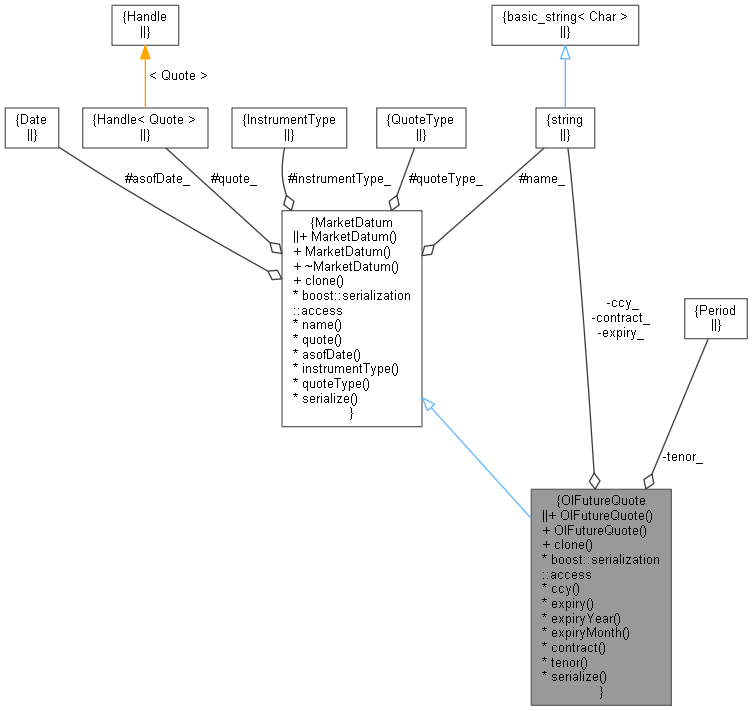 {Handle
||}
{basic_string< Char >
||}
< Quote >
{Date
||}
{Handle< Quote >
||}
{InstrumentType
||}
{QuoteType
||}
{string
||}
#asofDate_
#quote_
#instrumentType_
#quoteType_
#name_
{MarketDatum
||+ MarketDatum()
+ MarketDatum()
+ ~MarketDatum()
+ clone()
* boost::serialization
::access
* name()
* quote()
* asofDate()
* instrumentType()
* quoteType()
* serialize()
}
-ccy_
-contract_
-expiry_
{Period
||}
-tenor_
{OIFutureQuote
||+ OIFutureQuote()
+ OIFutureQuote()
+ clone()
* boost::serialization
::access
* ccy()
* expiry()
* expiryYear()
* expiryMonth()
* contract()
* tenor()
* serialize()
}